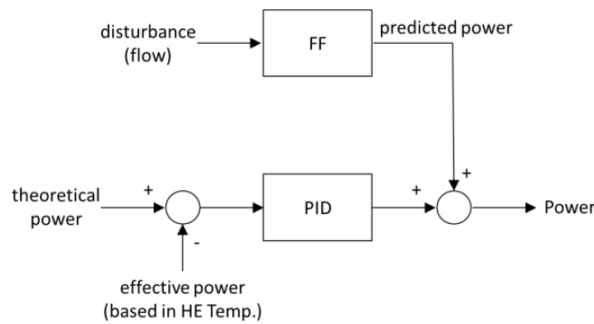 disturbance
(flow)
FF
predicted power
+
theoretical
power
+
-
PID
+
Power
effective power
(based in HE Temp.)